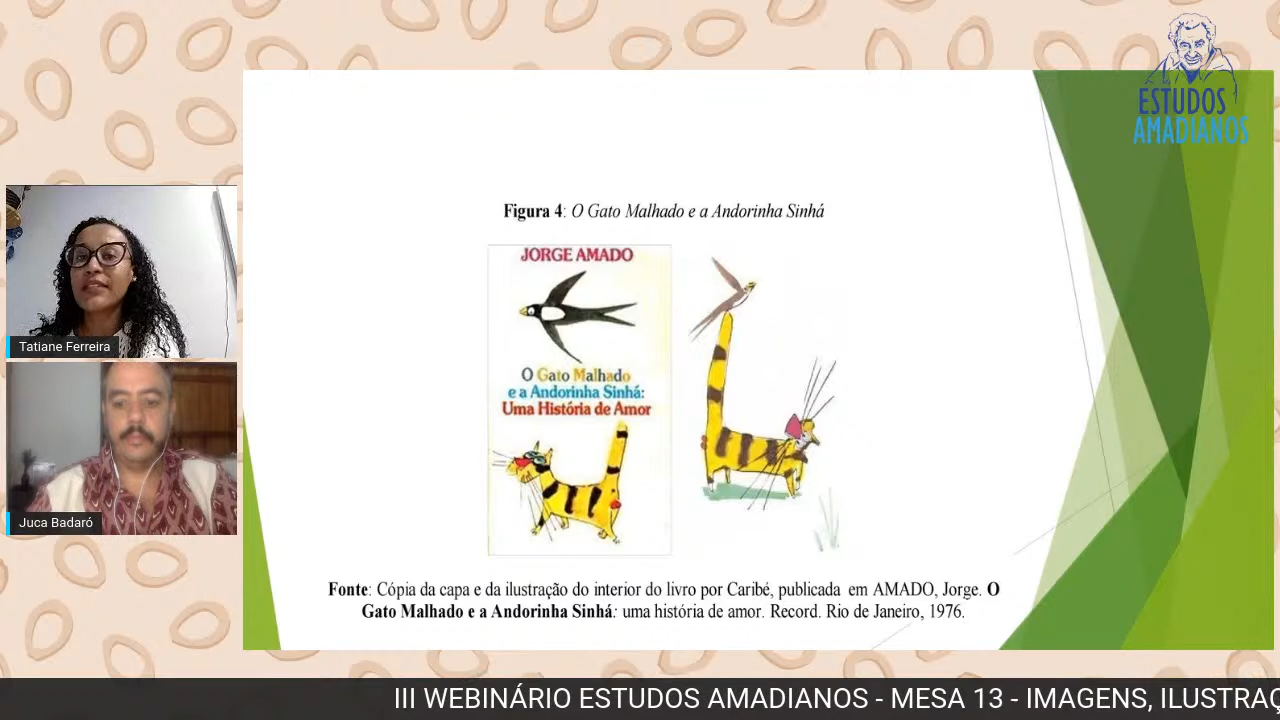 ESTUDOS
AMADIANOS
Figura 4: O Gato Malhado e a Andorinha Sinhá
JORGE AMADO
O Gato Malhado
e a Andorinha Sinhá:
Uma História de Amor
Tatiane Ferreira
Juca Badaró
Fonte: Cópia da capa e da ilustração do interior do livro por Caribé, publicada em AMADO, Jorge. O
Gato Malhado e a Andorinha Sinhá: uma história de amor. Record. Rio de Janeiro, 1976.
III WEBINÁRIO ESTUDOS AMADIANOS - MESA 13 - IMAGENS, ILUSTRAÇ